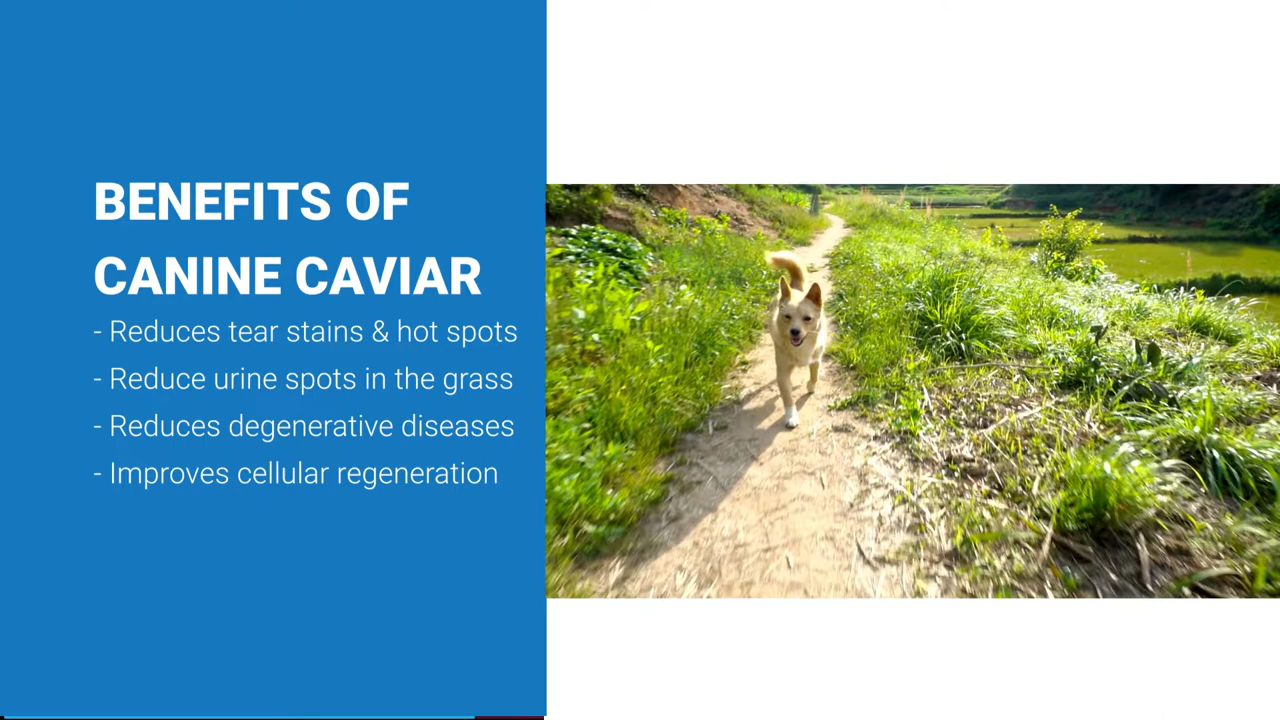 BENEFITS OF
CANINE CAVIAR
- Reduces tear stains & hot spots
- Reduce urine spots in the grass
- Reduces degenerative diseases
- Improves cellular regeneration